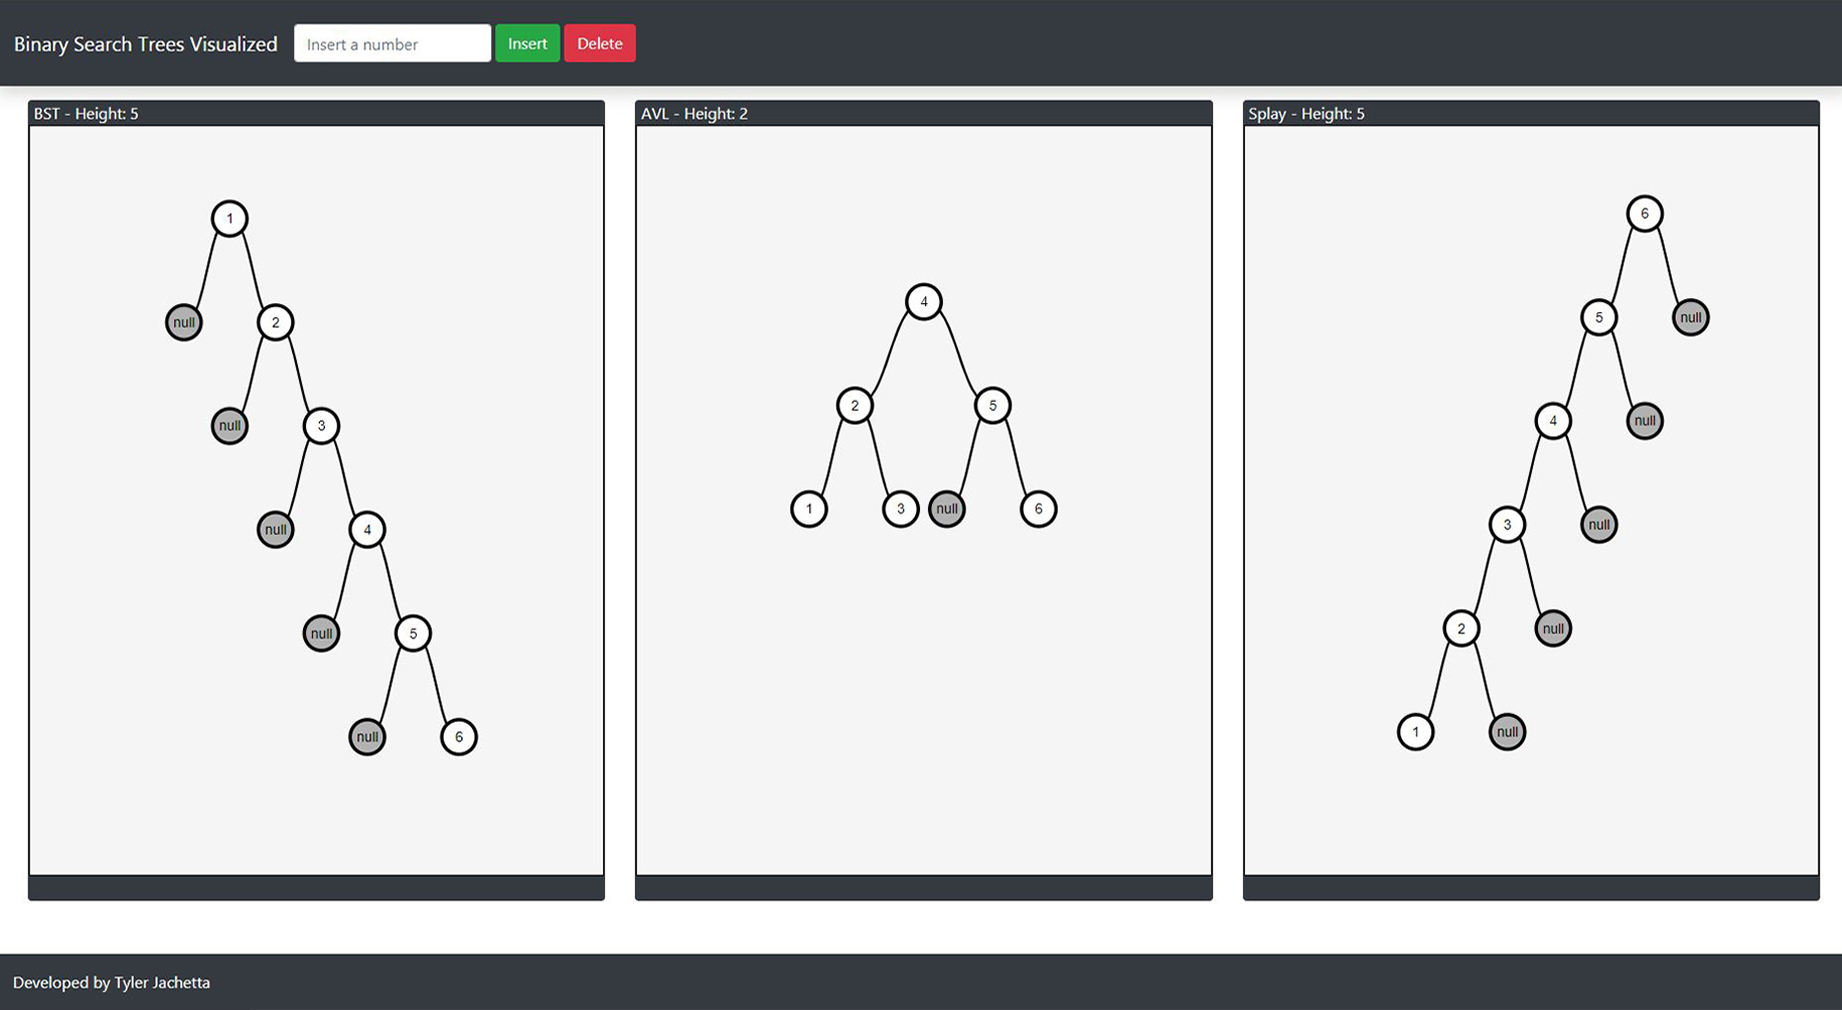 Binary Search Trees Visualized Insert a number Insert Delete
BST - Height: 5
1
null 2
null 3
null 4
null 5
null 6
AVL - Height: 2
4
2 5
1 3 null 6
Splay - Height: 5
6
5 null
4 null
3 null
2 null
1 null
Developed by Tyler Jachetta